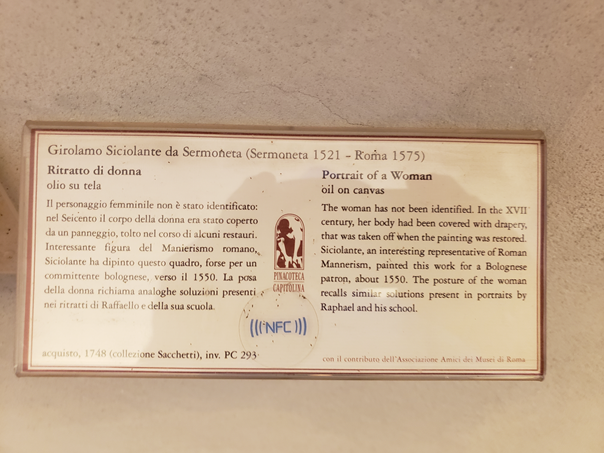 Girolamo Siciolante da Sermoneta (Sermoneta 1521 - Roma 1575)
Ritratto di donna
olio su tela
Il personaggio femminile non è stato identificato:
nel Seicento il corpo della donna era stato coperto
da un panneggio, tolto nel corso di alcuni restauri.
Interessante figura del Manierismo romano,
Siciolante ha dipinto questo quadro, forse per un
committente bolognese, verso il 1550. La posa
della donna richiama analoghe soluzioni presenti
nei ritratti di Raffaello e della sua scuola.
acquisto, 1748 (collezione Sacchetti), inv. PC 293
PINACOTECA
CAPITOLINA
NFC
Portrait of a Woman
oil on canvas
The woman has not been identified. In the XVII
century, her body had been covered with drapery,
that was taken off when the painting was restored.
Siciolante, an interesting representative of Roman
Mannerism, painted this work for a Bolognese
patron, about 1550. The posture of the woman
recalls similar solutions present in portraits by
Raphael and his school.
con il contributo dell'Associazione Amici dei Musei di Roma